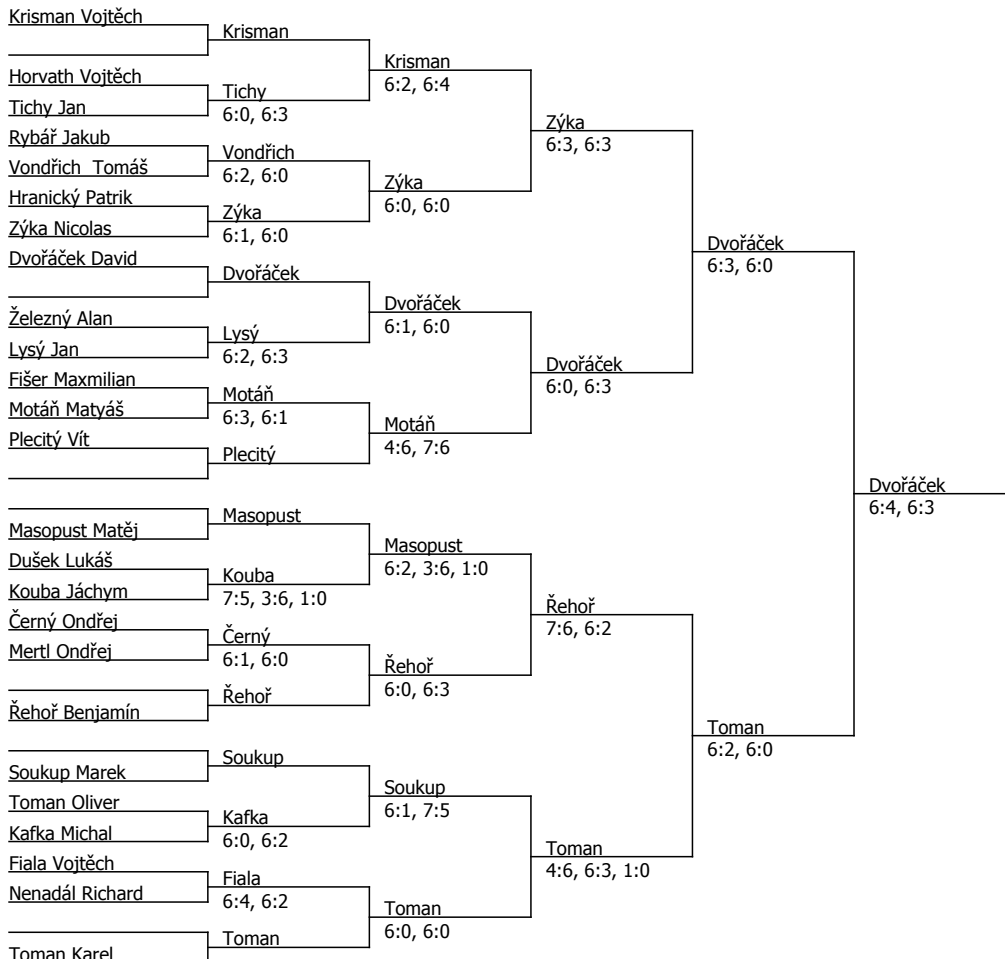 Krisman Vojtěch
Krisman
Krisman
6:2, 6:4
Horvath Vojtěch
Tichy
6:0, 6:3
Tichy Jan
Zýka
6:3, 6:3
Rybář Jakub
Vondřich
6:2, 6:0
Vondřich  Tomáš
Zýka
6:0, 6:0
Hranický Patrik
Zýka
6:1, 6:0
Zýka Nicolas
Dvořáček
6:3, 6:0
Dvořáček David
Dvořáček
Dvořáček
6:1, 6:0
Železný Alan
Lysý
6:2, 6:3
Lysý Jan
Dvořáček
6:0, 6:3
Fišer Maxmilian
Motáň
6:3, 6:1
Motáň Matyáš
Motáň
4:6, 7:6
Plecitý Vít
Plecitý
Dvořáček
6:4, 6:3
Masopust
Masopust Matěj
Masopust
6:2, 3:6, 1:0
Dušek Lukáš
Kouba
7:5, 3:6, 1:0
Kouba Jáchym
Řehoř
7:6, 6:2
Černý Ondřej
Černý
6:1, 6:0
Mertl Ondřej
Řehoř
6:0, 6:3
Řehoř
Řehoř Benjamín
Toman
6:2, 6:0
Soukup
Soukup Marek
Soukup
6:1, 7:5
Toman Oliver
Kafka
6:0, 6:2
Kafka Michal
Toman
4:6, 6:3, 1:0
Fiala Vojtěch
Fiala
6:4, 6:2
Nenadál Richard
Toman
6:0, 6:0
Toman
Toman Karel